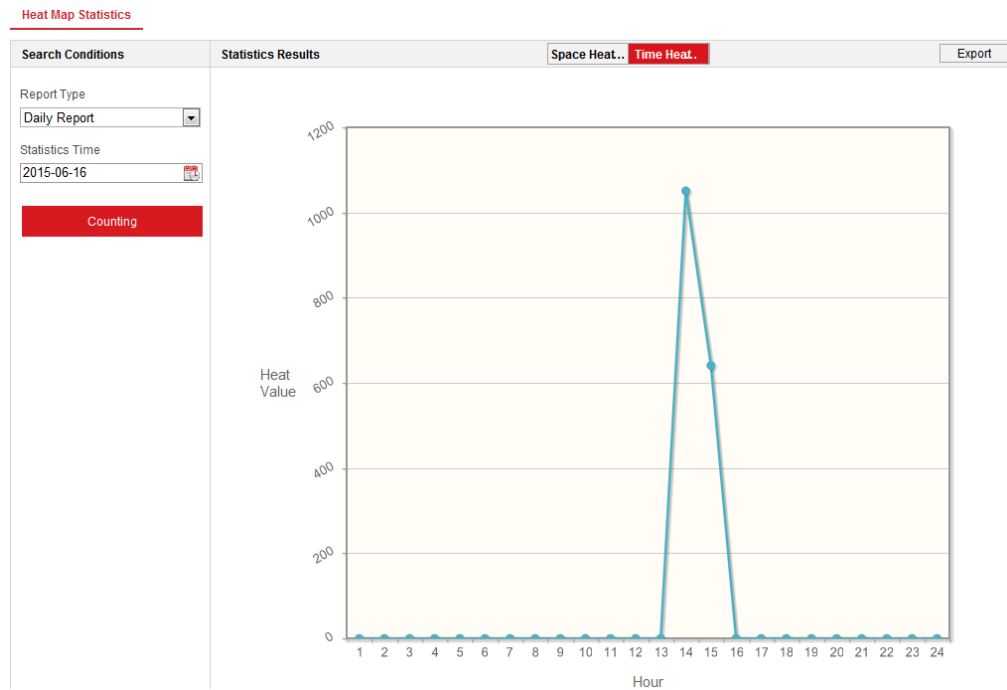 Heat Map Statistics
Search Conditions
Statistics Results
Space Heat...
Time Heat..
Export
Report Type
Daily Report
Statistics Time
2015-06-16
Counting
1200
1000
800
600
400
200
0
Heat
Value
1 2 3 4 5 6 7 8 9 10 11 12 13 14 15 16 17 18 19 20 21 22 23 24
Hour